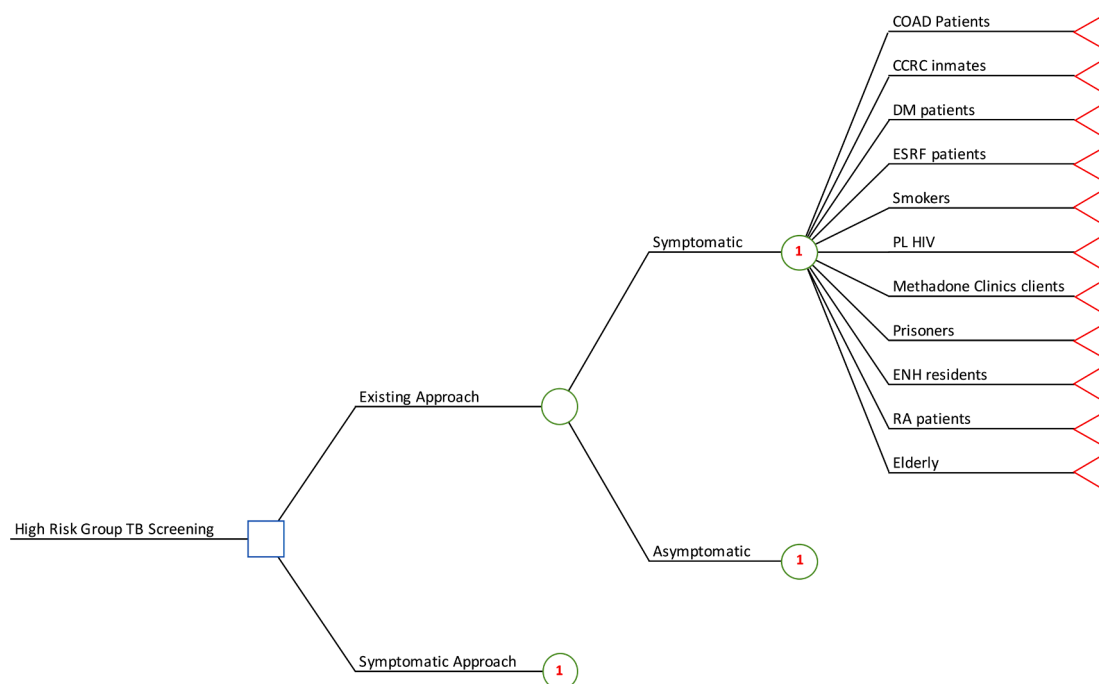 COAD Patients
CCRC inmates
DM patients
ESRF patients
Smokers
Symptomatic
1
PL HIV
Methadone Clinics clients
Prisoners
ENH residents
Existing Approach
RA patients
Elderly
High Risk Group TB Screening
Asymptomatic
1
Symptomatic Approach
1